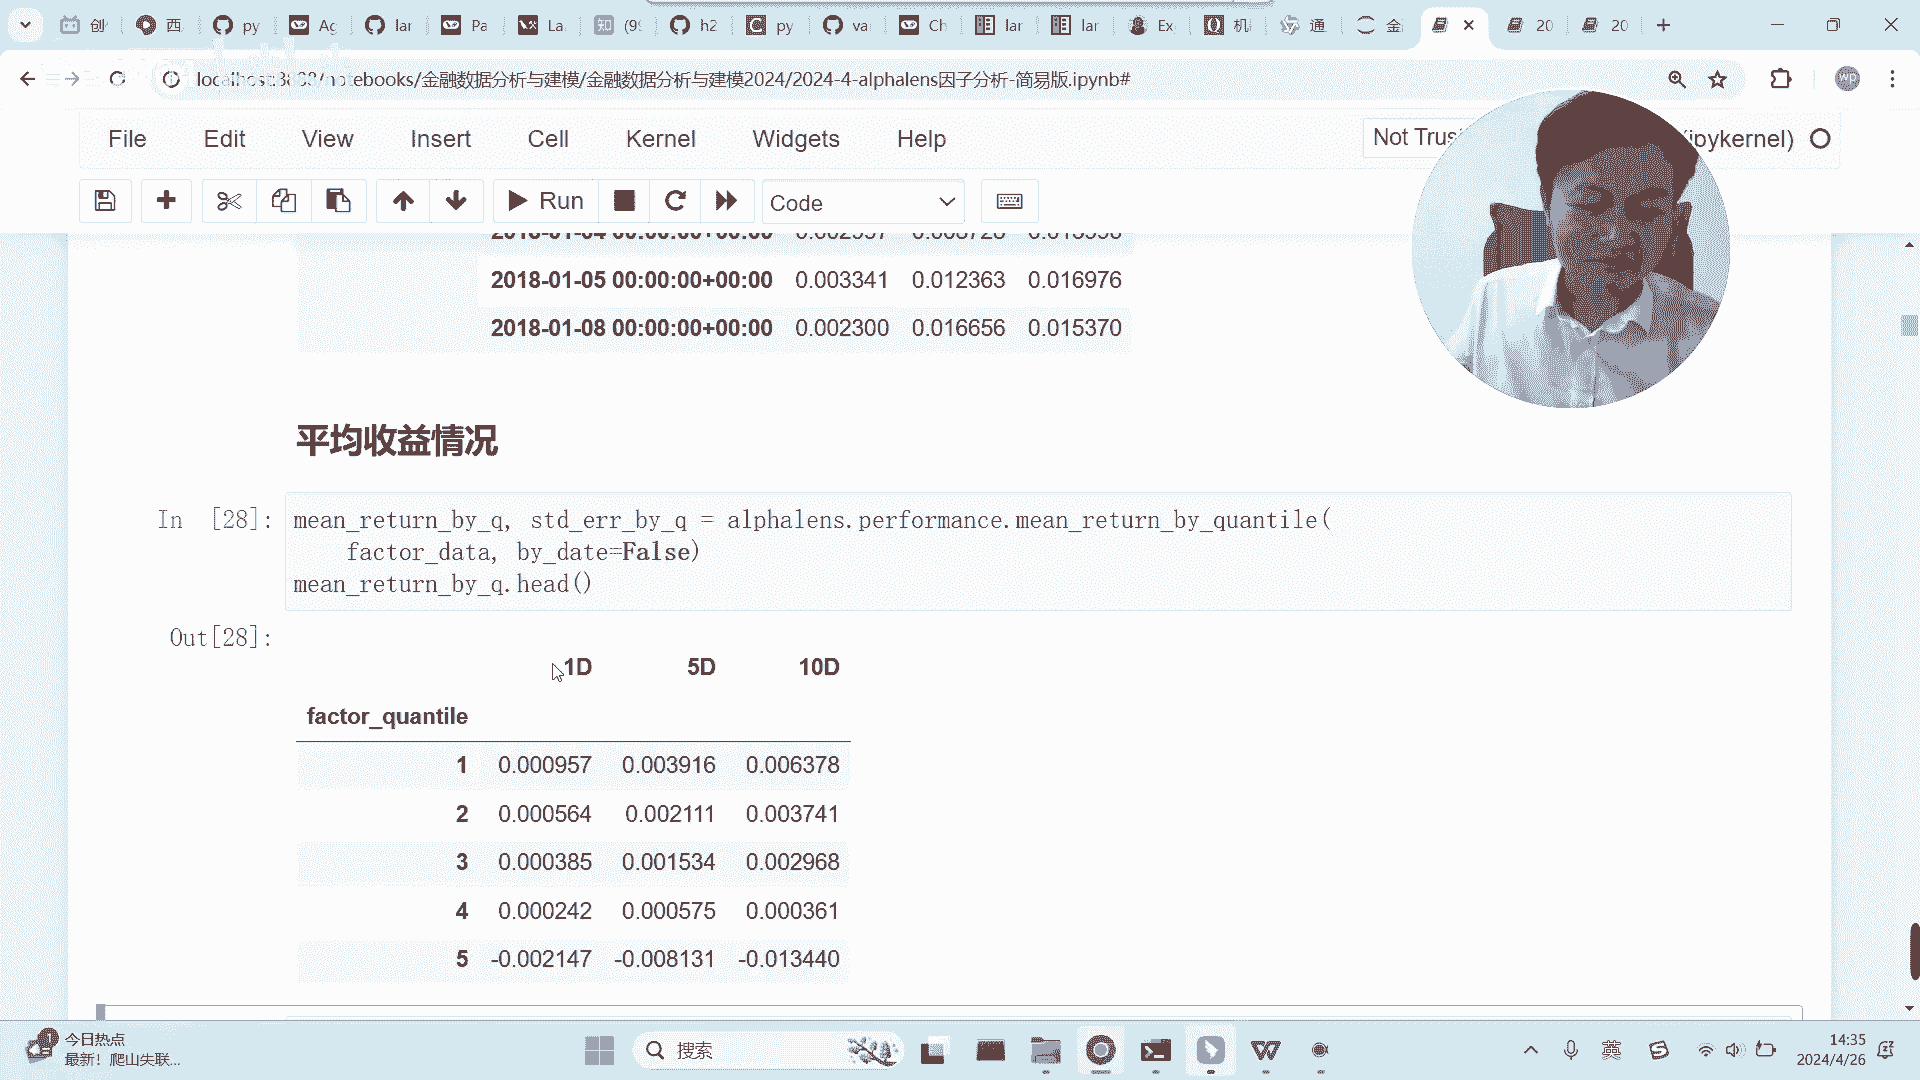 创 西 py Ag lar Pa La 知 (99 h2 py va Ch lar lar Ex 机 通 金 20 20
notebooks/金融数据分析与建模/金融数据分析与建模2024/2024-4-alphalens因子分析-简易版.ipynb#
wp
File Edit View Insert Cell Kernel Widgets Help Not Trus (ipykernel)
Run Code
2018-01-05 00:00:00+00:00 0.003341 0.012363 0.016976
2018-01-08 00:00:00+00:00 0.002300 0.016656 0.015370
平均收益情况
In [28]: mean_return_by_q, std_err_by_q = alphalens.performance.mean_return_by_quantile(
factor_data, by_date=False)
mean_return_by_q.head()
Out[28]:
1D 5D 10D
factor_quantile
1 0.000957 0.003916 0.006378
2 0.000564 0.002111 0.003741
3 0.000385 0.001534 0.002968
4 0.000242 0.000575 0.000361
5 -0.002147 -0.008131 -0.013440
1
今日热点
最新！爬山失联...
搜索
英
14:35
2024/4/26